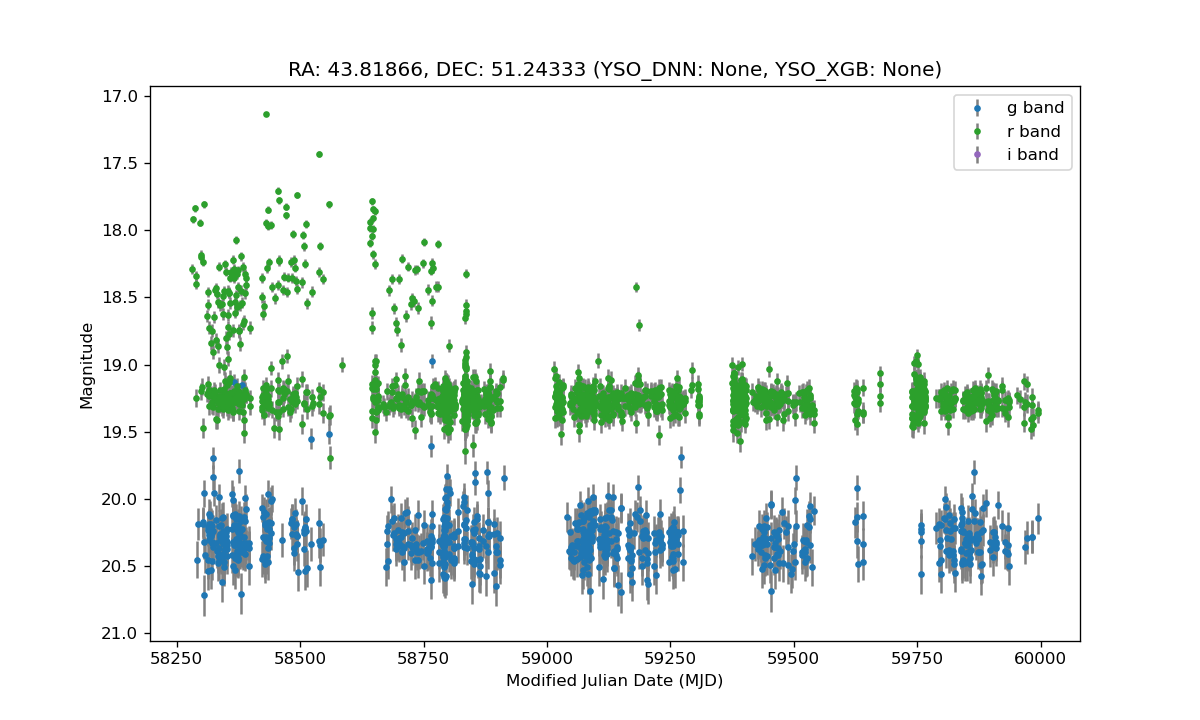 RA: 43.81866, DEC: 51.24333 (YSO_DNN: None, YSO_XGB: None)
g band
r band
i band
Magnitude
17.0
17.5
18.0
18.5
19.0
19.5
20.0
20.5
21.0
58250 58500 58750 59000 59250 59500 59750 60000
Modified Julian Date (MJD)